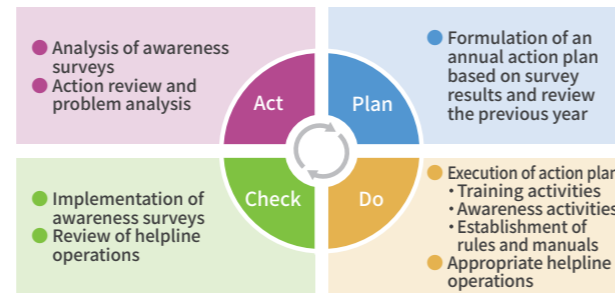 ● Analysis of awareness
surveys
● Action review and
problem analysis
Act
Plan
● Formulation of an
annual action plan
based on survey
results and review
the previous year
● Implementation of
awareness surveys
● Review of helpline
operations
Check
Do
● Execution of action plan
・Training activities
・Awareness activities
・Establishment of
rules and manuals
● Appropriate helpline
operations